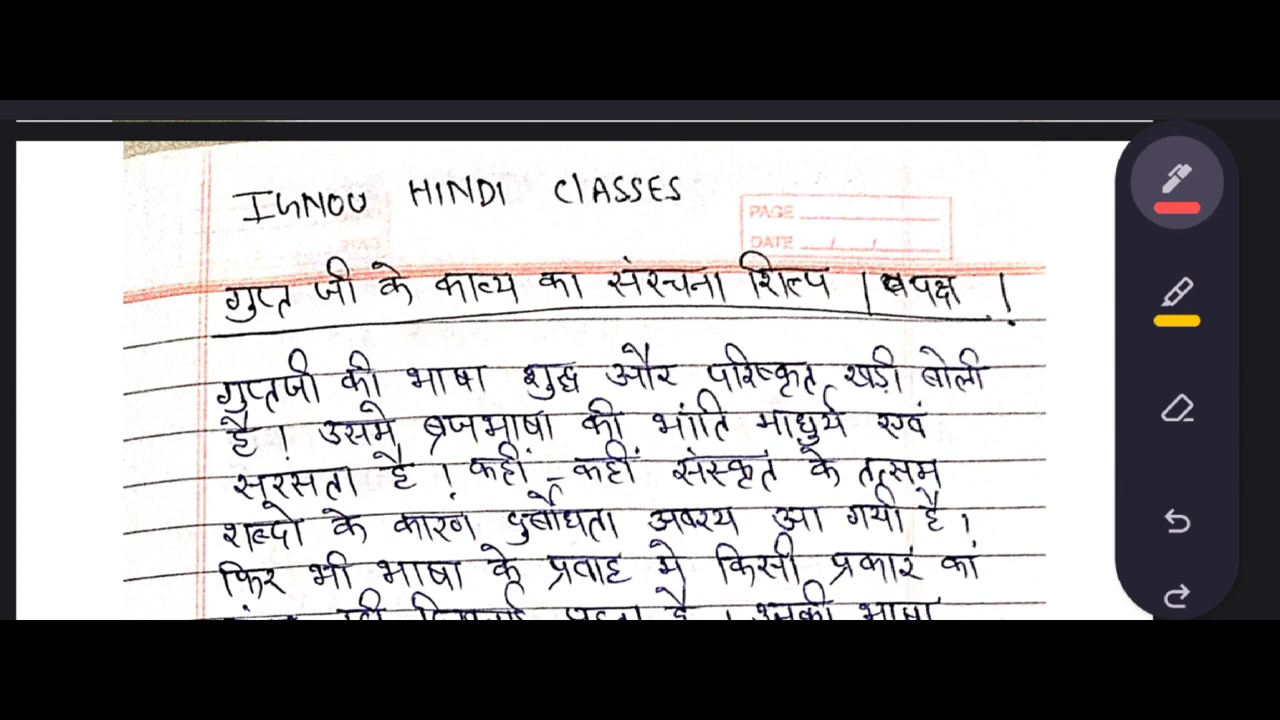 IGNOU HINDI ClASSES
PAGE
DATE / /
गुप्त जी के काव्य का संरचना शिल्प । पक्ष ।
गुप्तजी की भाषा शुद्ध और परिष्कृत खड़ी बोली
है । उसमे ब्रजभाषा की भांति माधुर्य एवं
सरसता है । कहीं - कहीं संस्कृत के तत्सम
शब्दो के कारण दुर्बोधता अवश्य आ गयी है ।
फिर भी भाषा के प्रवाह मे किसी प्रकार का
है । उनकी भाषा